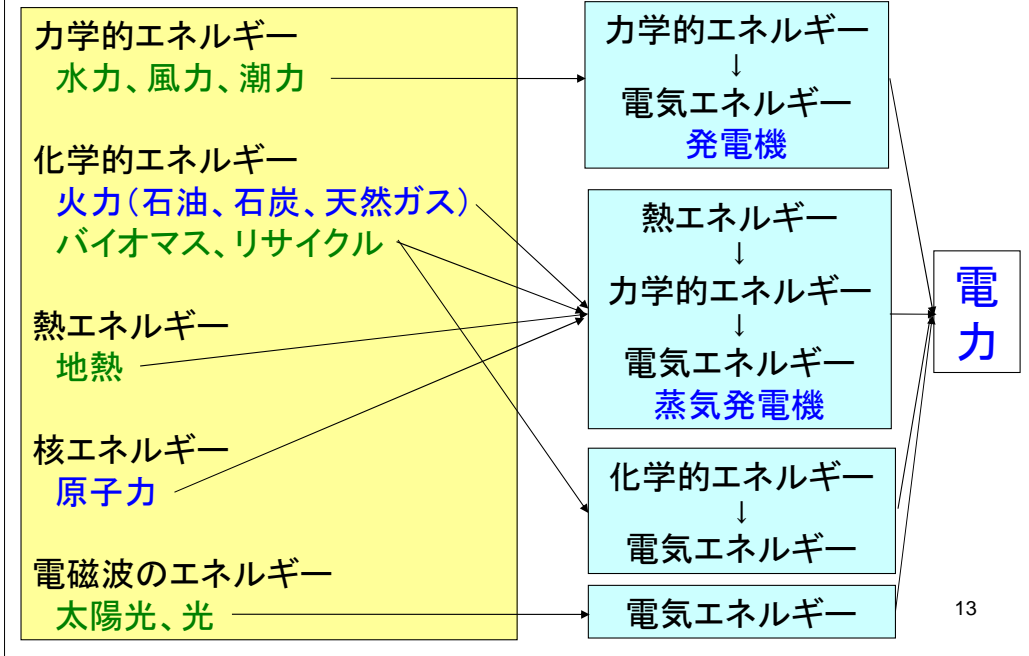 力学的エネルギー
水力、風力、潮力
化学的エネルギー
火力(石油、石炭、天然ガス)
バイオマス、リサイクル
熱エネルギー
地熱
核エネルギー
原子力
電磁波のエネルギー
太陽光、光
力学的エネルギー
↓
電気エネルギー
発電機
熱エネルギー
↓
力学的エネルギー
↓
電気エネルギー
蒸気発電機
化学的エネルギー
↓
電気エネルギー
電気エネルギー
電
力
13